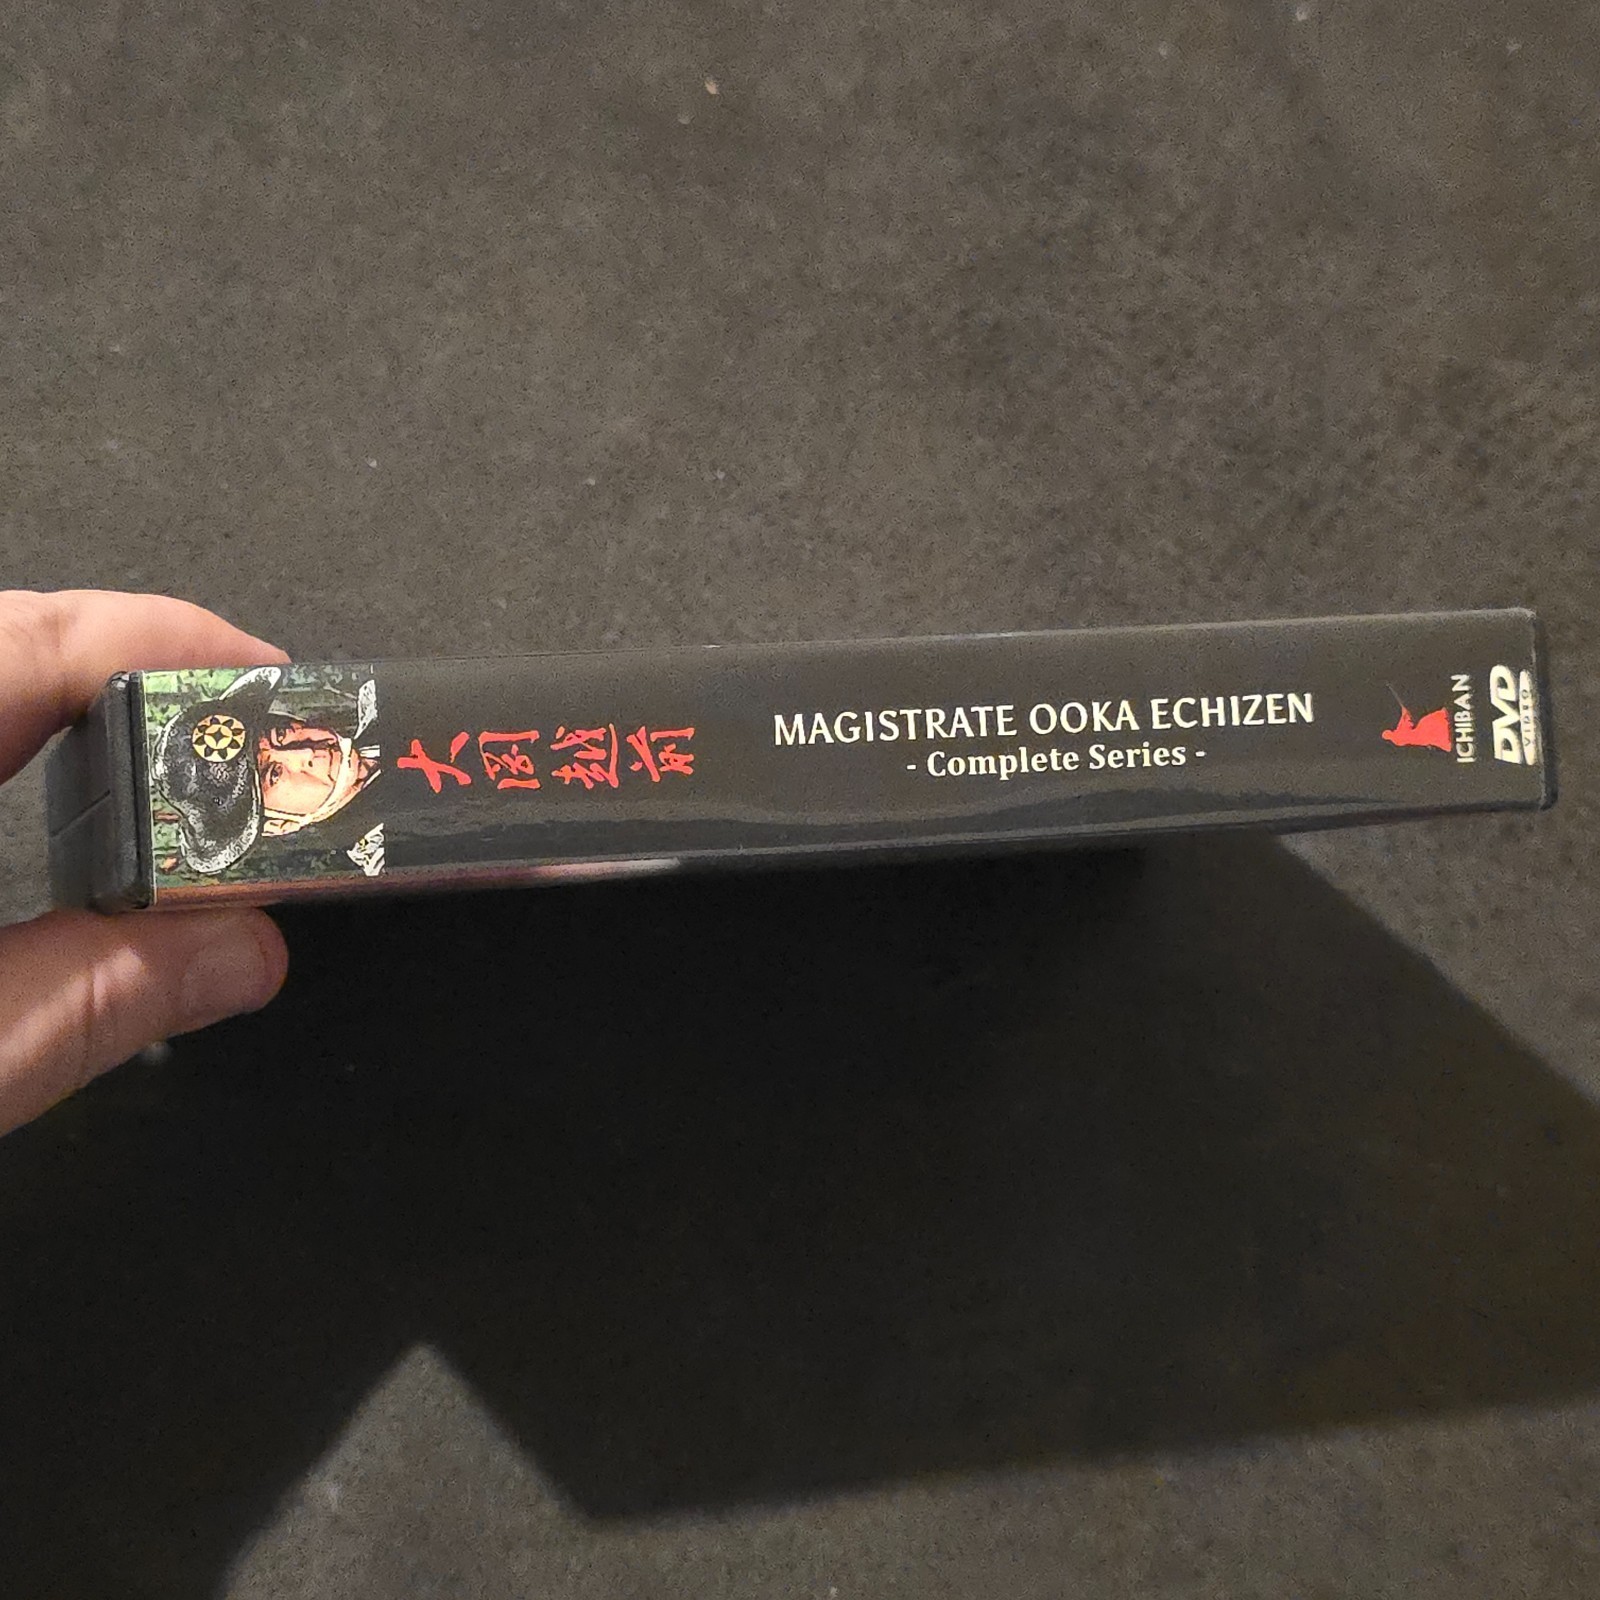 大岡越前
MAGISTRATE OOKA ECHIZEN
- Complete Series -
ICHIBAN
DVD
VIDEO